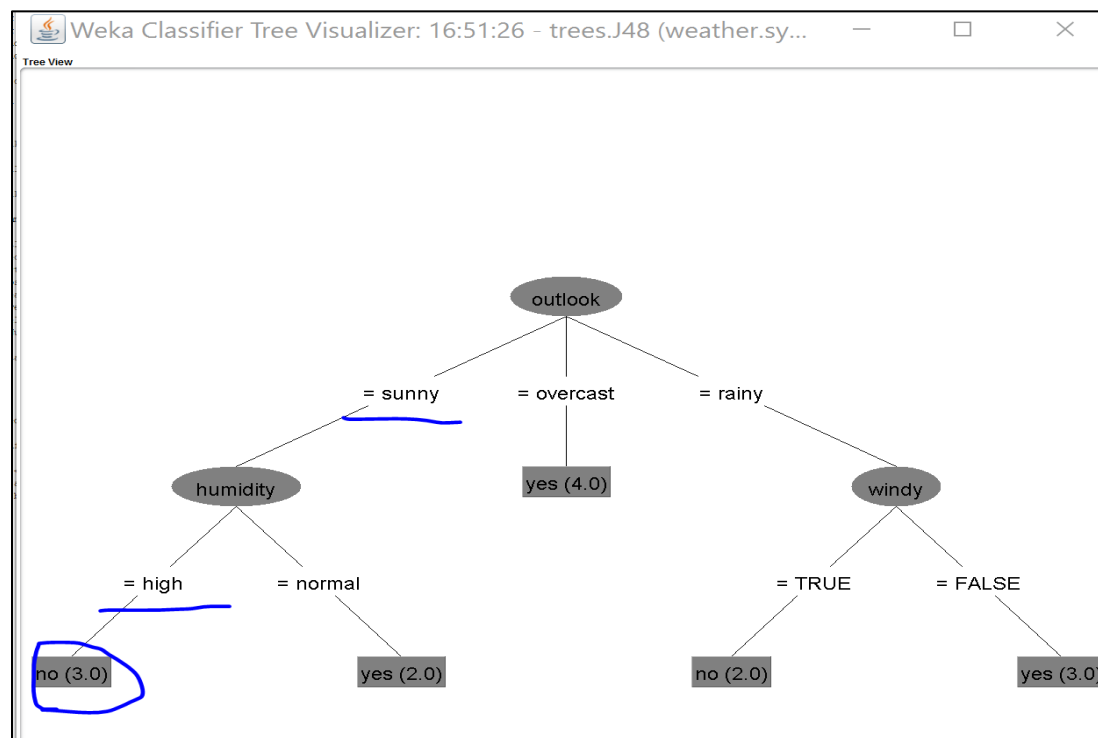 Weka Classifier Tree Visualizer: 16:51:26 - trees.J48 (weather.sy...
Tree View
outlook
= sunny = overcast = rainy
humidity yes (4.0) windy
= high = normal = TRUE = FALSE
no (3.0) yes (2.0) no (2.0) yes (3.0)